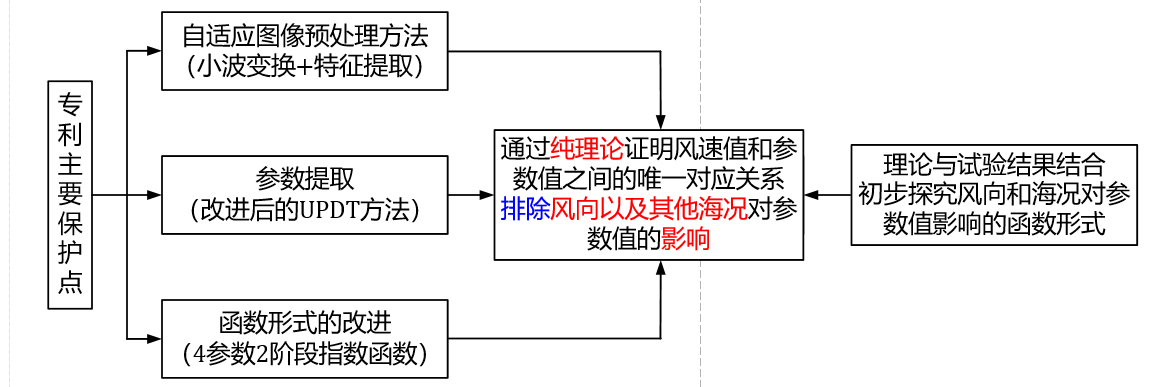 专利主要保护点
自适应图像预处理方法
（小波变换+特征提取）
参数提取
（改进后的UPDT方法）
函数形式的改进
（4参数2阶段指数函数）
通过纯理论证明风速值和参
数值之间的唯一对应关系
排除风向以及其他海况对参
数值的影响
理论与试验结果结合
初步探究风向和海况对参
数值影响的函数形式